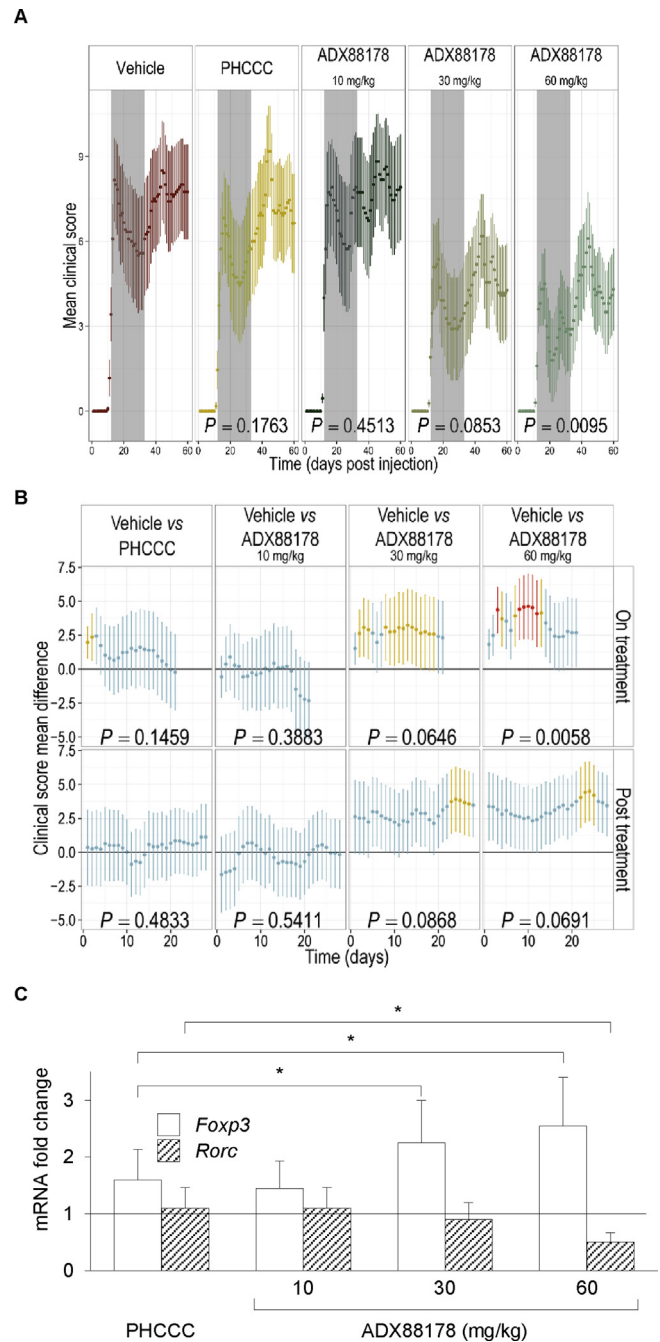 A
Vehicle
PHCCC
ADX88178
10 mg/kg
ADX88178
30 mg/kg
ADX88178
60 mg/kg
Mean clinical score
9
6
3
0
P = 0.1763
P = 0.4513
P = 0.0853
P = 0.0095
0 20 40 60 0 20 40 60 0 20 40 60 0 20 40 60 0 20 40 60
Time (days post injection)
B
Vehicle vs
PHCCC
Vehicle vs
ADX88178
10 mg/kg
Vehicle vs
ADX88178
30 mg/kg
Vehicle vs
ADX88178
60 mg/kg
Clinical score mean difference
7.5
5.0
2.5
0.0
−2.5
−5.0
P = 0.1459
P = 0.3883
P = 0.0646
P = 0.0058
On treatment
7.5
5.0
2.5
0.0
−2.5
−5.0
P = 0.4833
P = 0.5411
P = 0.0868
P = 0.0691
Post treatment
0 10 20 0 10 20 0 10 20 0 10 20
Time (days)
C
*
*
*
mRNA fold change
3
2
1
0
Foxp3
Rorc
10 30 60
PHCCC
ADX88178 (mg/kg)